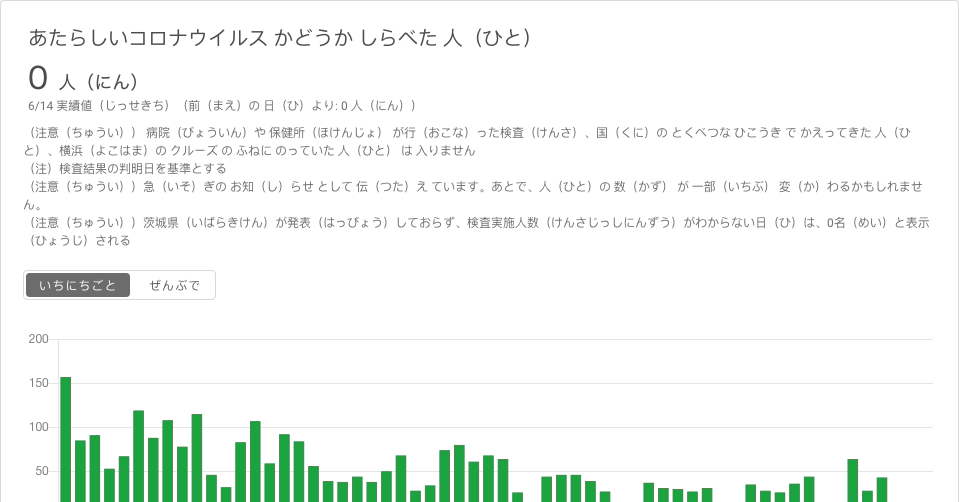 あたらしいコロナウイルス かどうか しらべた 人（ひと）
0 人（にん）
6/14 実績値（じっせきち）（前（まえ）の 日（ひ）より: 0 人（にん））
（注意（ちゅうい）） 病院（びょういん）や 保健所（ほけんじょ） が行（おこな）った検査（けんさ）、国（くに）の とくべつな ひこうき で かえってきた 人（ひ
と）、横浜（よこはま）の クルーズ の ふねに のっていた 人（ひと） は 入りません
（注）検査結果の判明日を基準とする
（注意（ちゅうい））急（いそ）ぎの お知（し）らせ として 伝（つた）え ています。あとで、人（ひと）の 数（かず） が 一部（いちぶ） 変（か）わるかもしれませ
ん。
（注意（ちゅうい））茨城県（いばらきけん）が発表（はっぴょう）しておらず、検査実施人数（けんさじっしにんずう）がわからない日（ひ）は、0名（めい）と表示
（ひょうじ）される
いちにちごと ぜんぶで
200
150
100
50